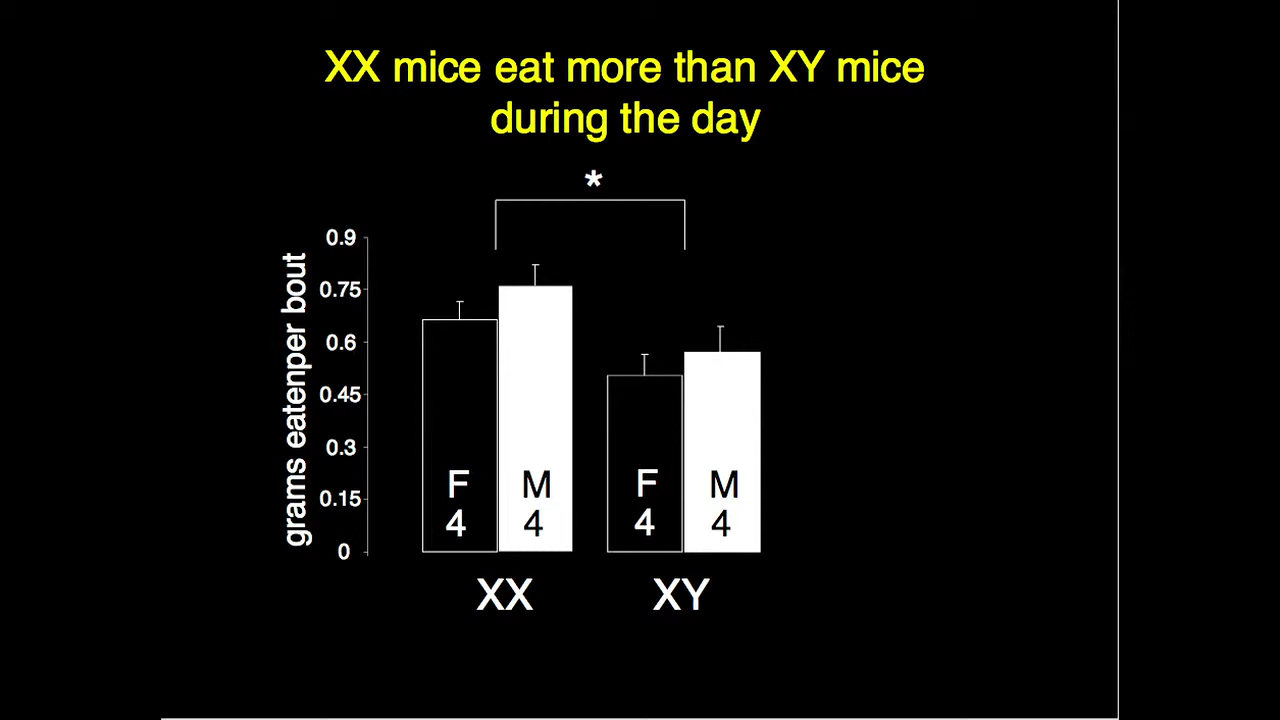 XX mice eat more than XY mice
during the day
*
grams eatenper bout
0.9
0.75
0.6
0.45
0.3
0.15
0
F
4
M
4
F
4
M
4
XX
XY